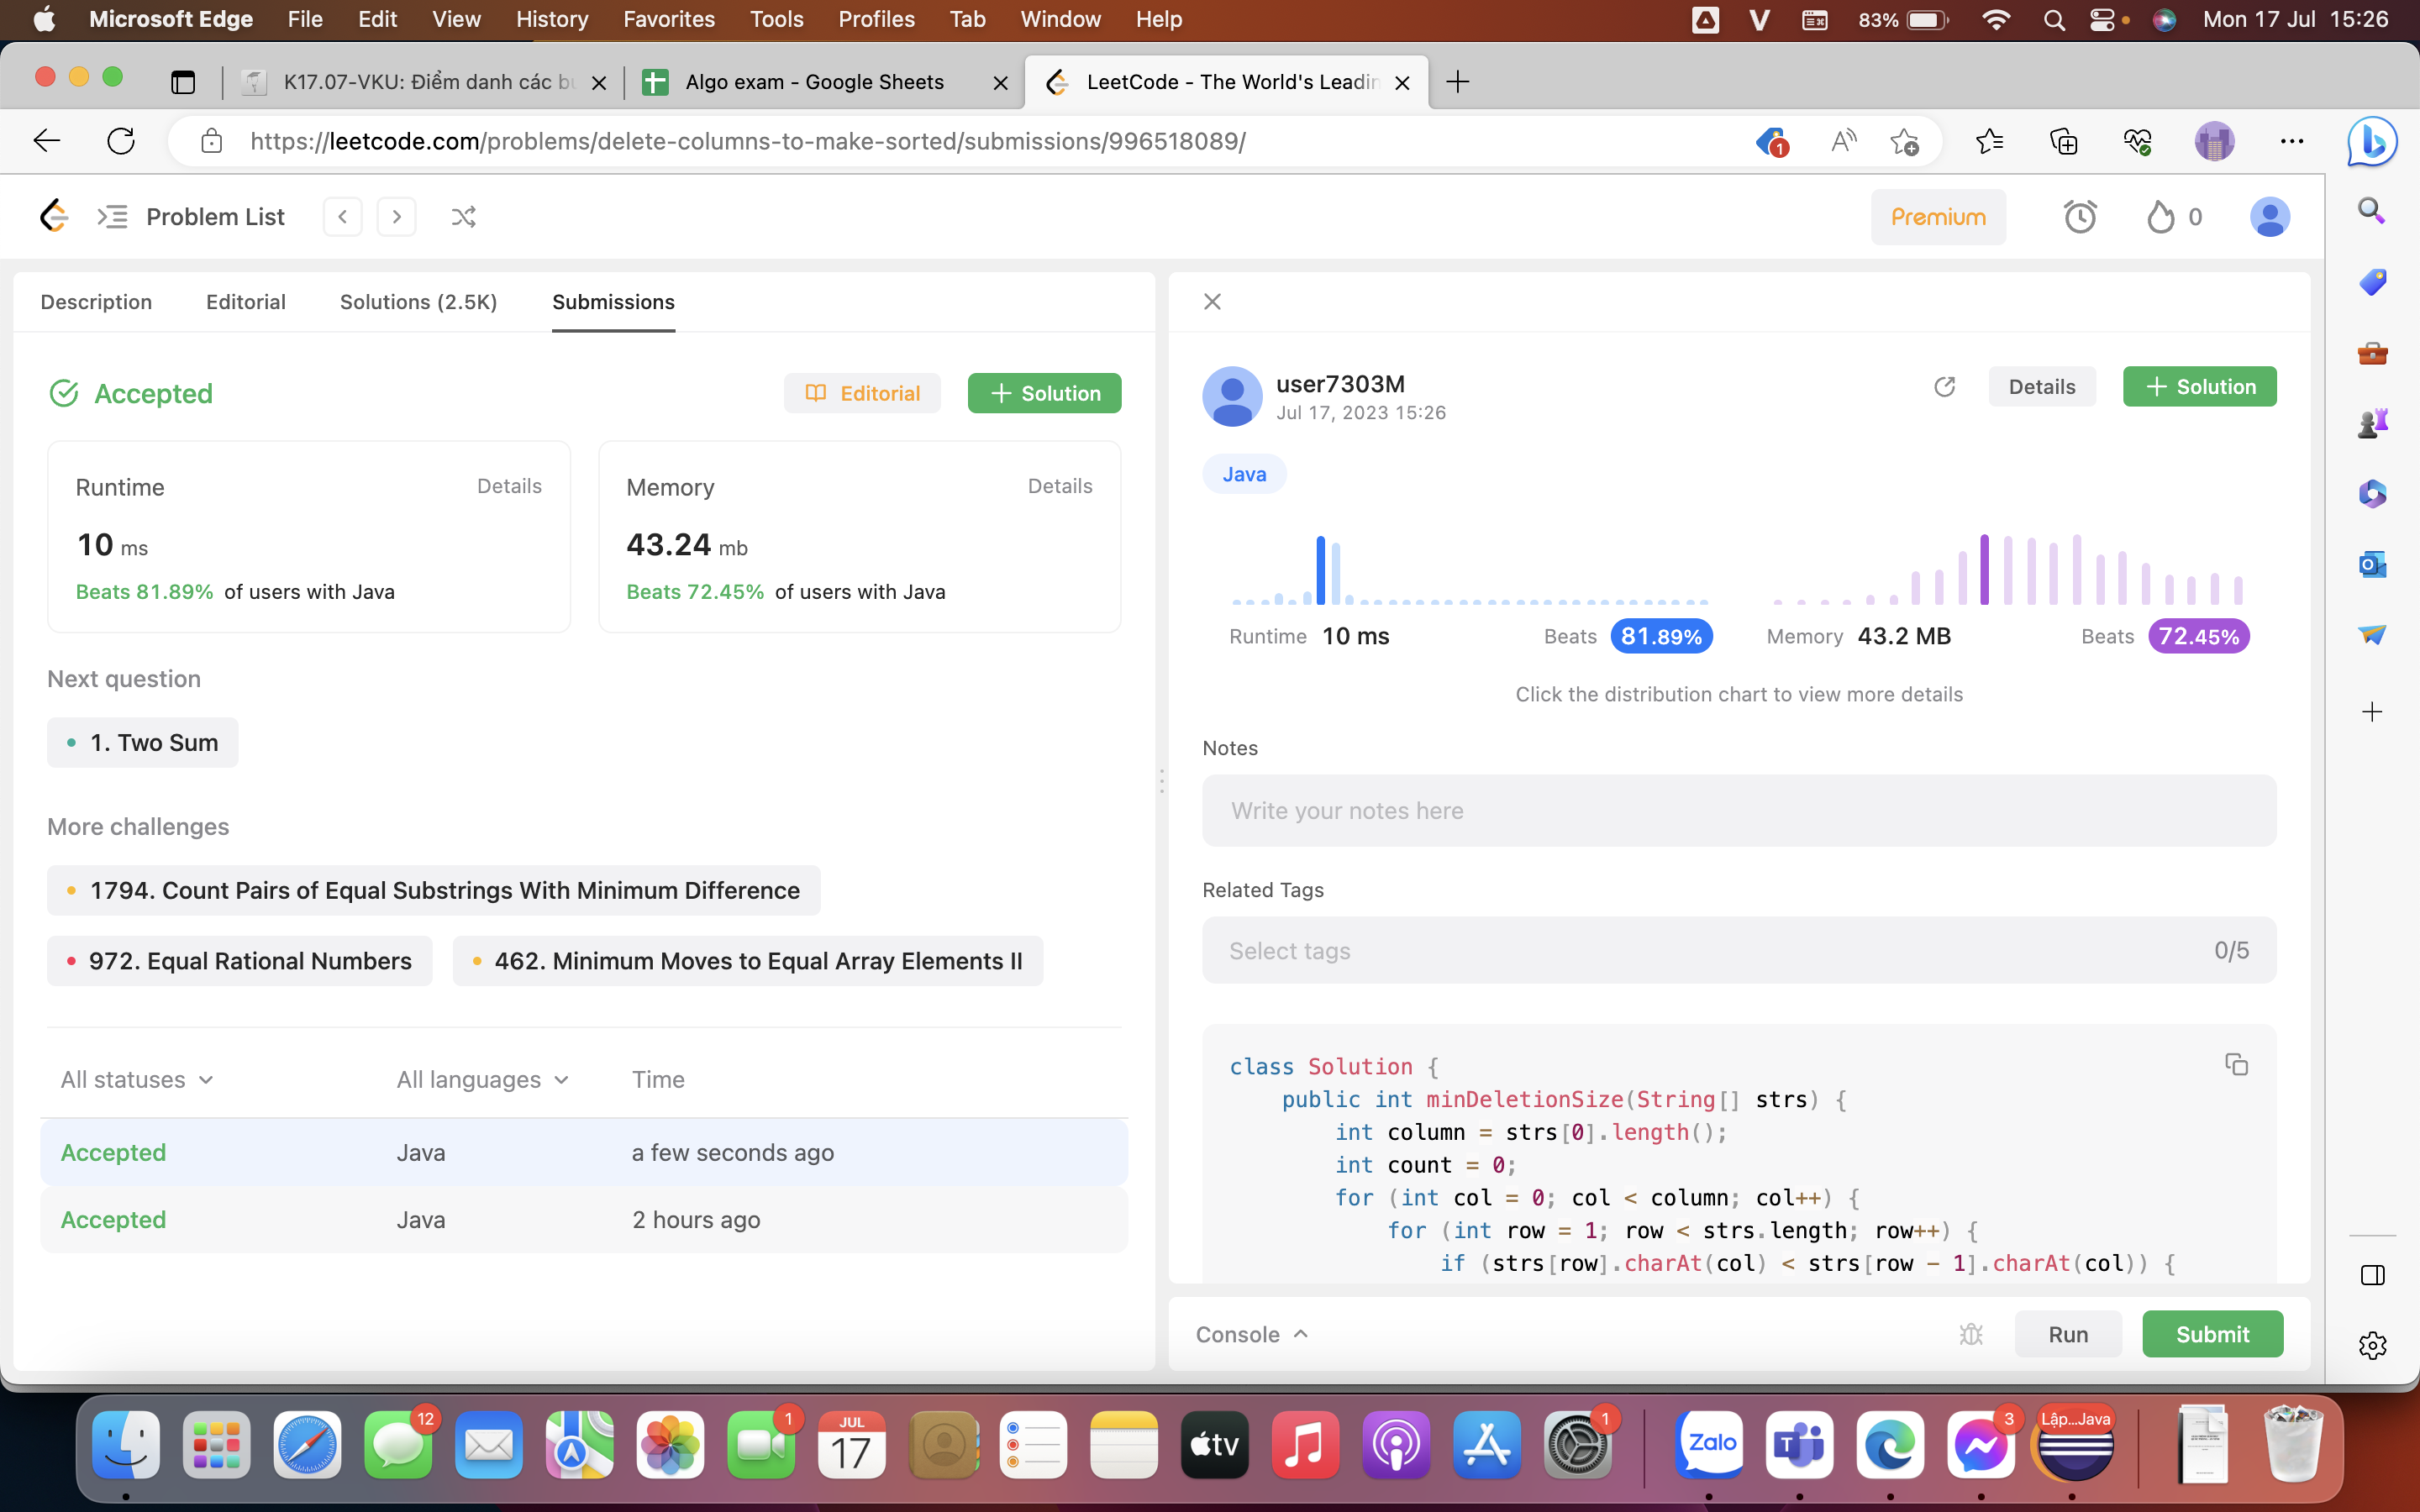 Microsoft Edge File Edit View History Favorites Tools Profiles Tab Window Help 83% Mon 17 Jul 15:26
K17.07-VKU: Điểm danh các Algo exam - Google Sheets LeetCode - The World's
https://leetcode.com/problems/delete-columns-to-make-sorted/submissions/996518089/ 1
Problem List Premium 0
Description Editorial Solutions (2.5K) Submissions
Accepted Editorial + Solution
Runtime Details
10 ms
Beats 81.89% of users with Java
Memory Details
43.24 mb
Beats 72.45% of users with Java
Next question
1. Two Sum
More challenges
1794. Count Pairs of Equal Substrings With Minimum Difference
972. Equal Rational Numbers 462. Minimum Moves to Equal Array Elements II
All statuses All languages Time
Accepted Java a few seconds ago
Accepted Java 2 hours ago
user7303M Details + Solution
Jul 17, 2023 15:26
Java
Runtime 10 ms Beats 81.89% Memory 43.2 MB Beats 72.45%
Click the distribution chart to view more details
Notes
Write your notes here
Related Tags
Select tags 0/5
class Solution {
public int minDeletionSize(String[] strs) {
int column = strs[0].length();
int count = 0;
for (int col = 0; col < column; col++) {
for (int row = 1; row < strs.length; row++) {
if (strs[row].charAt(col) < strs[row - 1].charAt(col)) {
Console Run Submit
12 1 JUL 17 tv 1 Zalo 3 Lập...Java